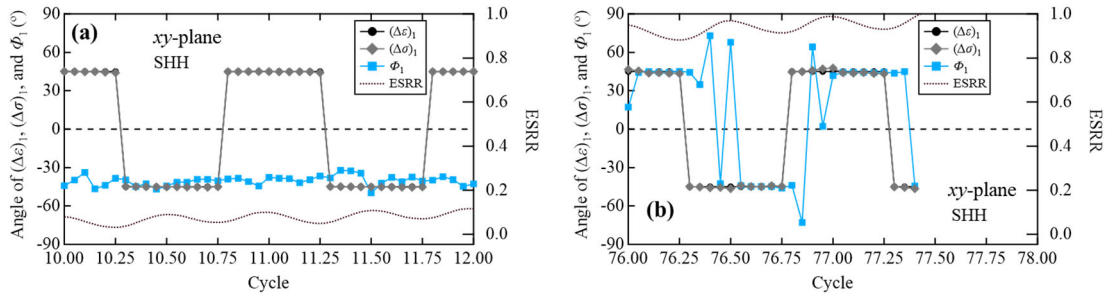 Angle of (Δε)₁, (Δσ)₁, and Φ₁ (°)
90
60
30
0
-30
-60
-90
(a)
xy-plane
SHH
(Δε)₁
(Δσ)₁
Φ₁
ESRR
1.0
0.8
0.6
0.4
0.2
0.0
ESRR
10.00 10.25 10.50 10.75 11.00 11.25 11.50 11.75 12.00
Cycle
Angle of (Δε)₁, (Δσ)₁, and Φ₁ (°)
90
60
30
0
-30
-60
-90
(Δε)₁
(Δσ)₁
Φ₁
ESRR
(b)
xy-plane
SHH
1.0
0.8
0.6
0.4
0.2
0.0
ESRR
76.00 76.25 76.50 76.75 77.00 77.25 77.50 77.75 78.00
Cycle